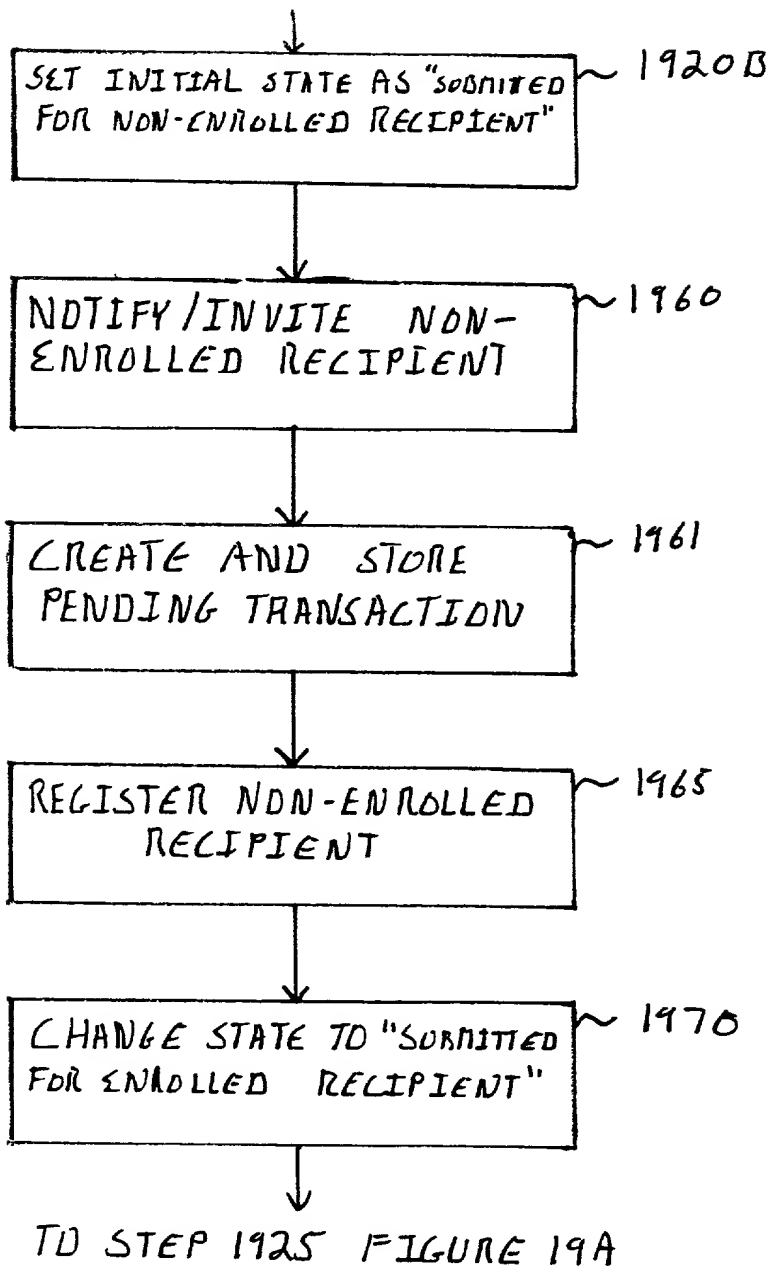 SET INITIAL STATE AS "SUBMITTED
FOR NON-ENROLLED RECIPIENT"
1920B
NOTIFY/INVITE NON-
ENROLLED RECIPIENT
1960
CREATE AND STORE
PENDING TRANSACTION
1961
REGISTER NON-ENROLLED
RECIPIENT
1965
CHANGE STATE TO "SUBMITTED
FOR ENROLLED RECIPIENT"
1970
TO STEP 1925 FIGURE 19A